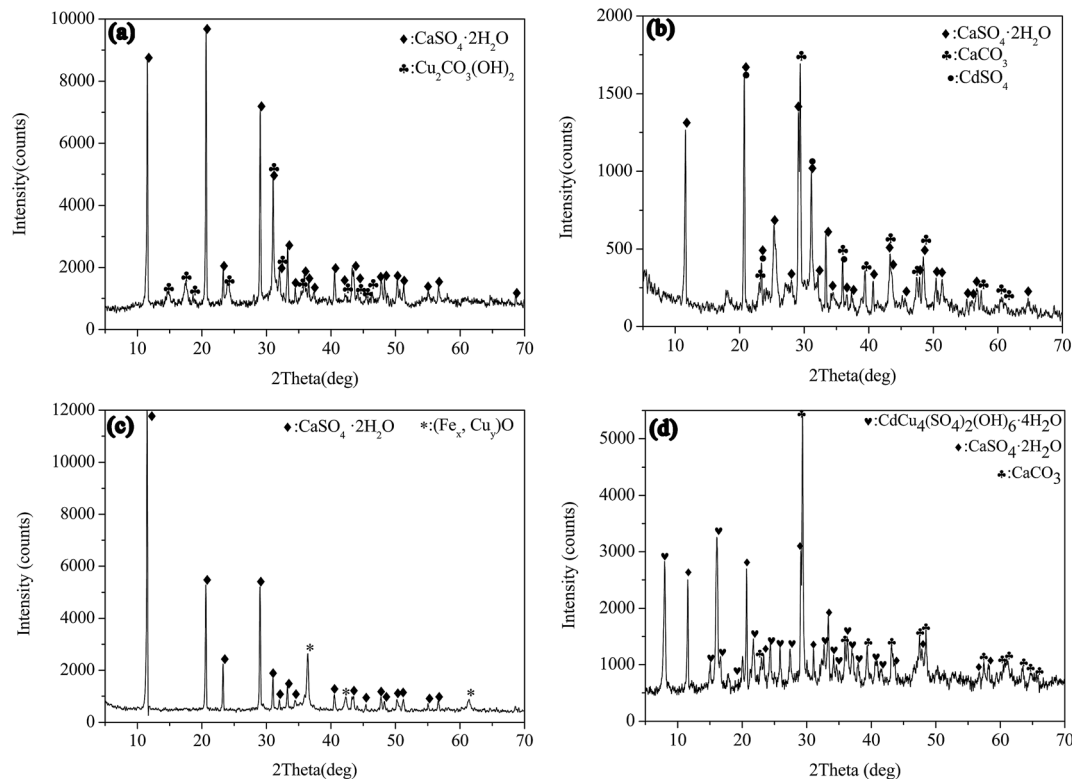 (a)
♦:CaSO4·2H2O
♣:Cu2CO3(OH)2
10000
8000
6000
4000
2000
0
Intensity(counts)
10 20 30 40 50 60 70
2Theta(deg)
(b)
♦:CaSO4·2H2O
♣:CaCO3
●:CdSO4
2000
1500
1000
500
0
Intensity(counts)
10 20 30 40 50 60 70
2Theta(deg)
(c)
♦:CaSO4 ·2H2O *:(Fex, Cuy)O
12000
10000
8000
6000
4000
2000
0
Intensity (counts)
10 20 30 40 50 60 70
2Theta (deg)
(d)
♥:CdCu4(SO4)2(OH)6·4H2O
♦:CaSO4·2H2O
♣:CaCO3
5000
4000
3000
2000
1000
0
Intensity (counts)
10 20 30 40 50 60 70
2Theta (deg)